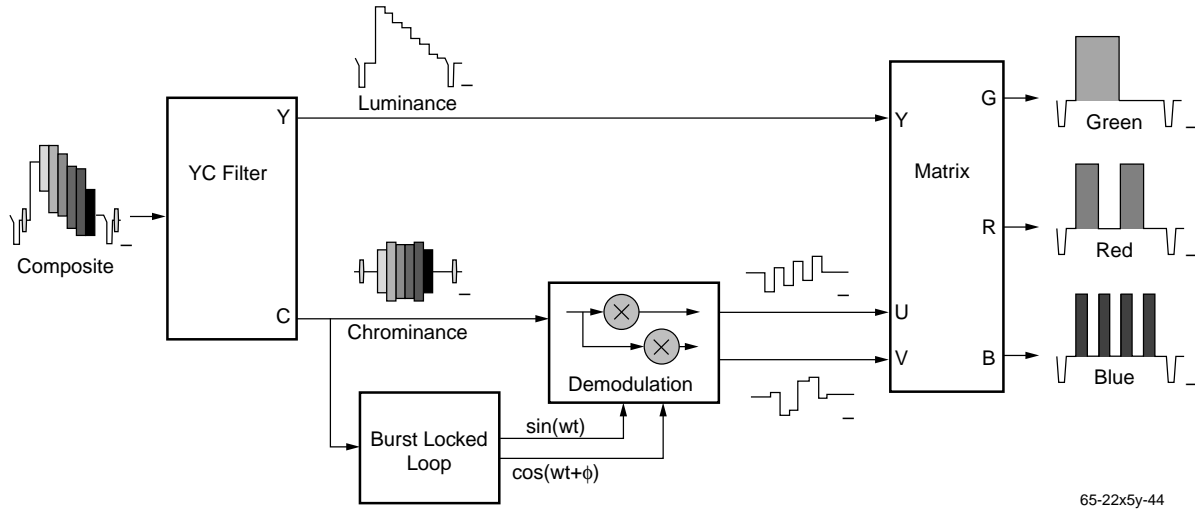 Luminance
Y
YC Filter
C
Composite
Chrominance
Burst Locked
Loop
sin(wt)
cos(wt+ϕ)
Demodulation
Y
U
V
Matrix
G
R
B
Green
Red
Blue
65-22x5y-44